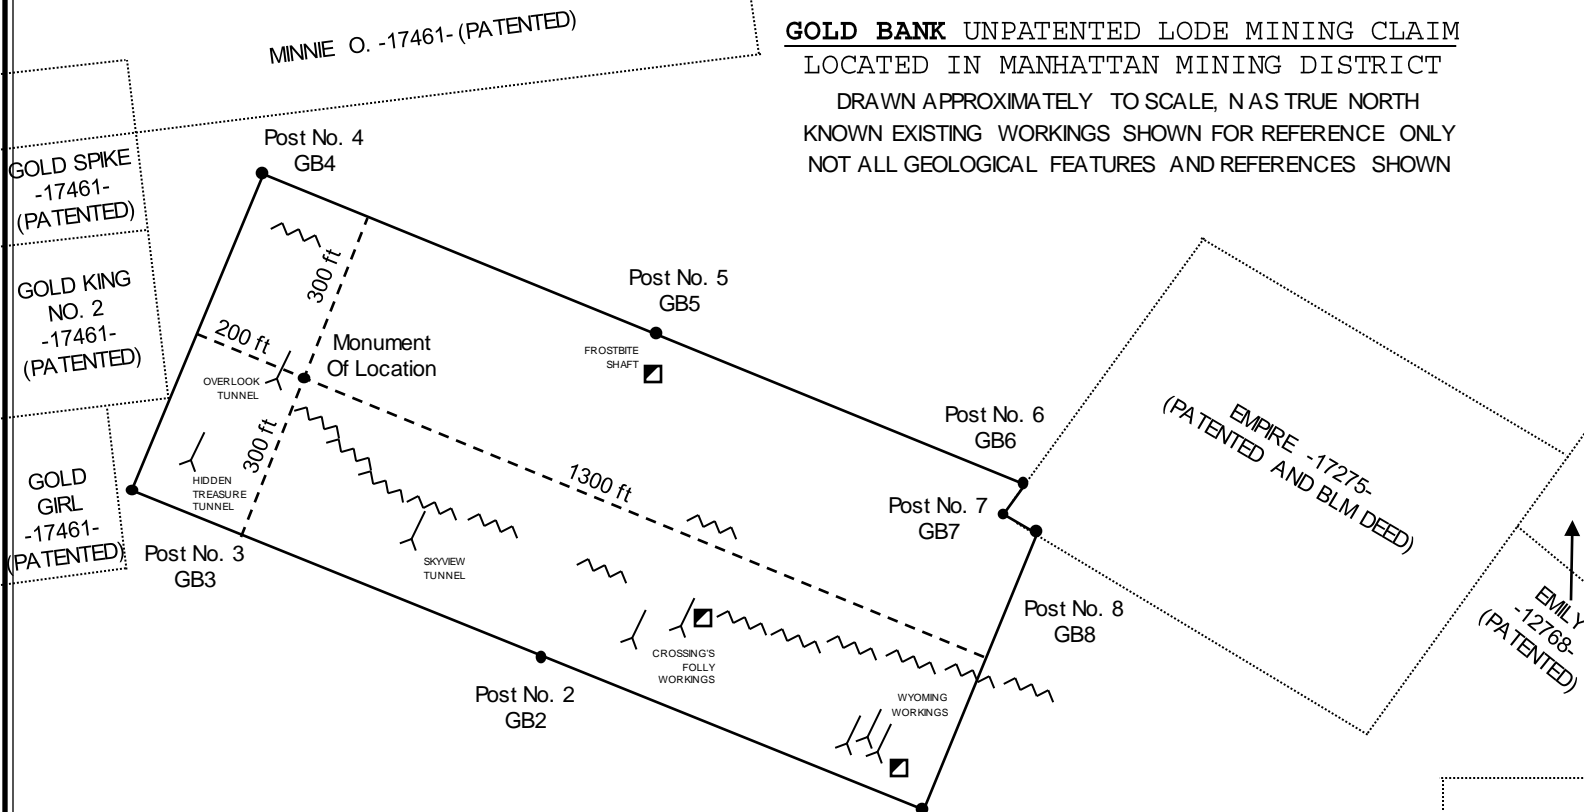 MINNIE O. -17461- (PATENTED)
GOLD BANK UNPATENTED LODE MINING CLAIM
LOCATED IN MANHATTAN MINING DISTRICT
DRAWN APPROXIMATELY TO SCALE, N AS TRUE NORTH
KNOWN EXISTING WORKINGS SHOWN FOR REFERENCE ONLY
NOT ALL GEOLOGICAL FEATURES AND REFERENCES SHOWN
GOLD SPIKE
-17461-
(PATENTED)
GOLD KING
NO. 2
-17461-
(PATENTED)
GOLD
GIRL
-17461-
(PATENTED)
Post No. 4
GB4
300 ft
200 ft
Monument
Of Location
OVERLOOK
TUNNEL
300 ft
HIDDEN
TREASURE
TUNNEL
Post No. 3
GB3
Post No. 5
GB5
FROSTBITE
SHAFT
1300 ft
SKYVIEW
TUNNEL
Post No. 6
GB6
Post No. 7
GB7
Post No. 8
GB8
CROSSING'S
FOLLY
WORKINGS
Post No. 2
GB2
WYOMING
WORKINGS
EMPIRE -17275-
(PATENTED AND BLM DEED)
EMILY
-12768-
(PATENTED)